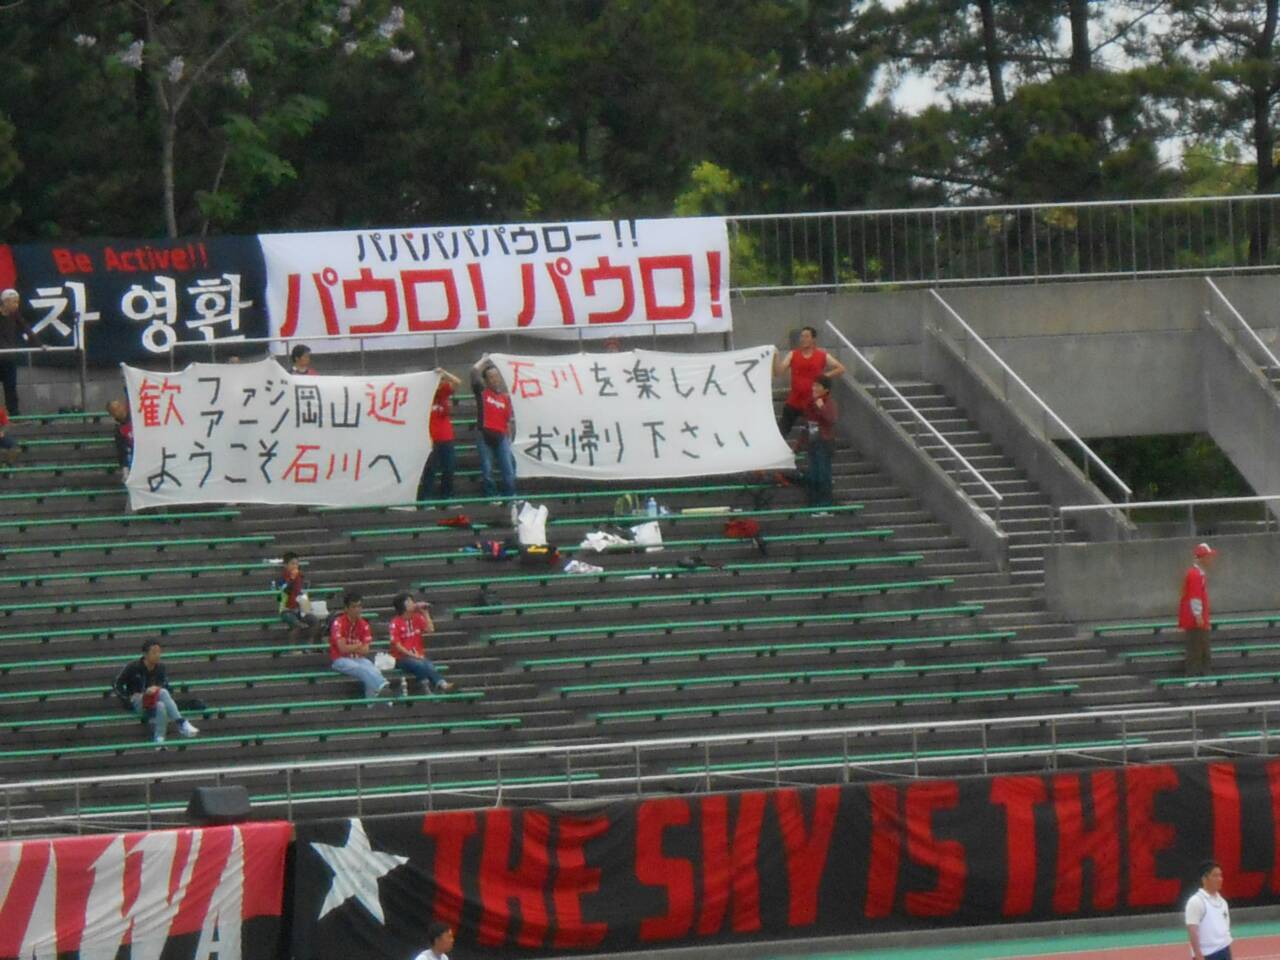 Be Active!!
차 영환
パパパパパウロー!!
パウロ! パウロ!
歓ファジアーノ岡山迎
ようこそ石川へ
石川を楽しんで
お帰り下さい
THE SKY IS THE L